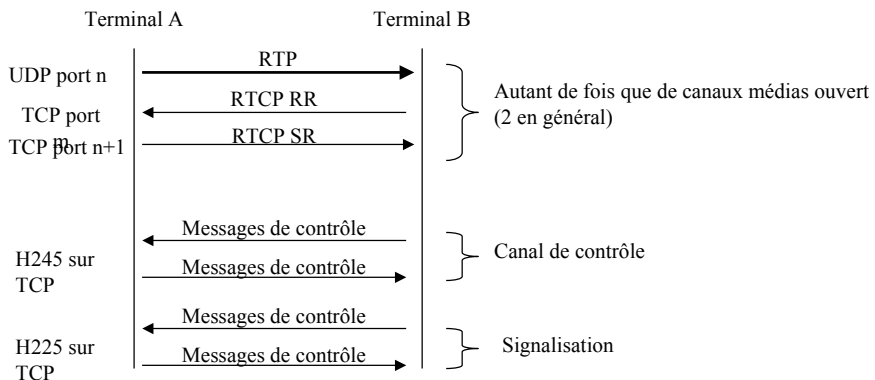 Terminal A
Terminal B
UDP port n
RTP
TCP port
m
RTCP RR
TCP port n+1
RTCP SR
Autant de fois que de canaux médias ouvert
(2 en général)
Messages de contrôle
H245 sur
TCP
Messages de contrôle
Canal de contrôle
Messages de contrôle
H225 sur
TCP
Messages de contrôle
Signalisation